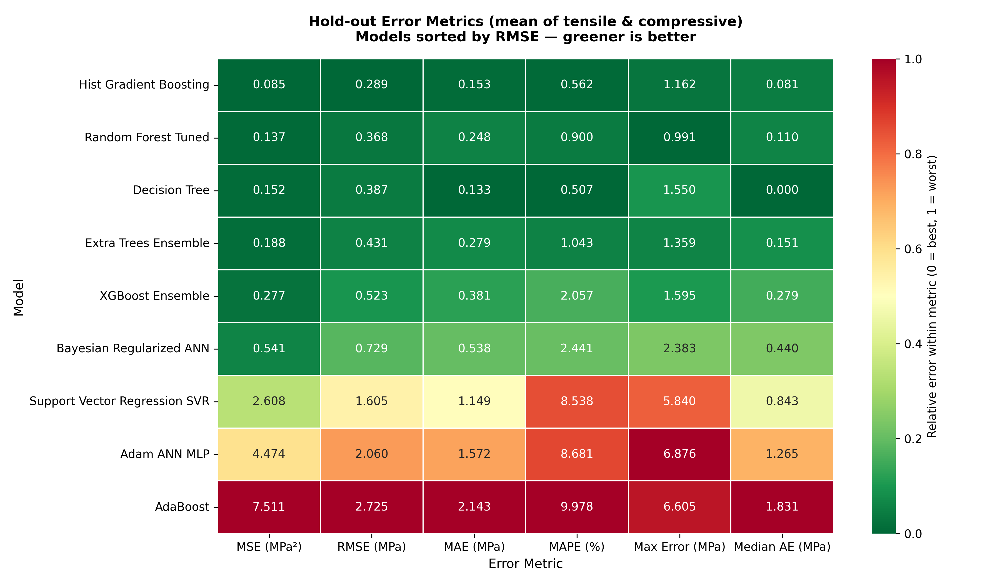 Hold-out Error Metrics (mean of tensile & compressive)
Models sorted by RMSE — greener is better
Model
Hist Gradient Boosting 0.085 0.289 0.153 0.562 1.162 0.081
Random Forest Tuned 0.137 0.368 0.248 0.900 0.991 0.110
Decision Tree 0.152 0.387 0.133 0.507 1.550 0.000
Extra Trees Ensemble 0.188 0.431 0.279 1.043 1.359 0.151
XGBoost Ensemble 0.277 0.523 0.381 2.057 1.595 0.279
Bayesian Regularized ANN 0.541 0.729 0.538 2.441 2.383 0.440
Support Vector Regression SVR 2.608 1.605 1.149 8.538 5.840 0.843
Adam ANN MLP 4.474 2.060 1.572 8.681 6.876 1.265
AdaBoost 7.511 2.725 2.143 9.978 6.605 1.831
MSE (MPa²) RMSE (MPa) MAE (MPa) MAPE (%) Max Error (MPa) Median AE (MPa)
Error Metric
1.0
0.8
0.6
0.4
0.2
0.0
Relative error within metric (0 = best, 1 = worst)